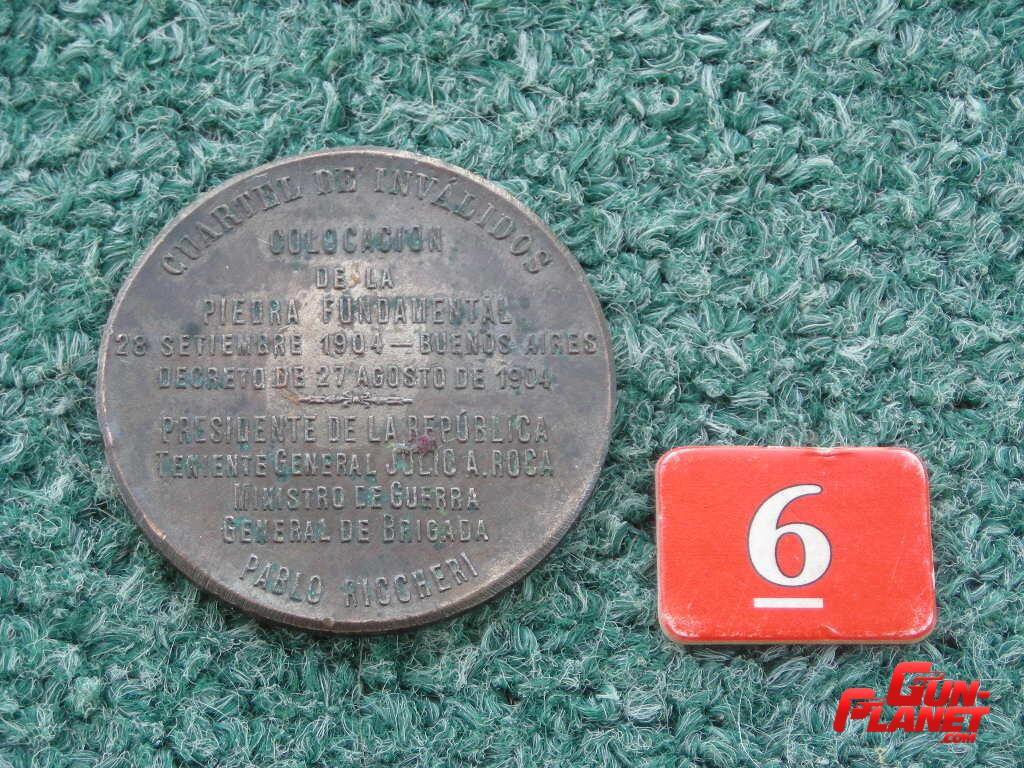 CUARTEL DE INVÁLIDOS
COLOCACION
DE LA
PIEDRA FUNDAMENTAL
28 SETIEMBRE 1904 — BUENOS AIRES
DECRETO DE 27 AGOSTO DE 1904
PRESIDENTE DE LA REPÚBLICA
TENIENTE GENERAL JULIO A. ROCA
MINISTRO DE GUERRA
GENERAL DE BRIGADA
PABLO RICCHERI
6
GUN-
PLANET
.COM